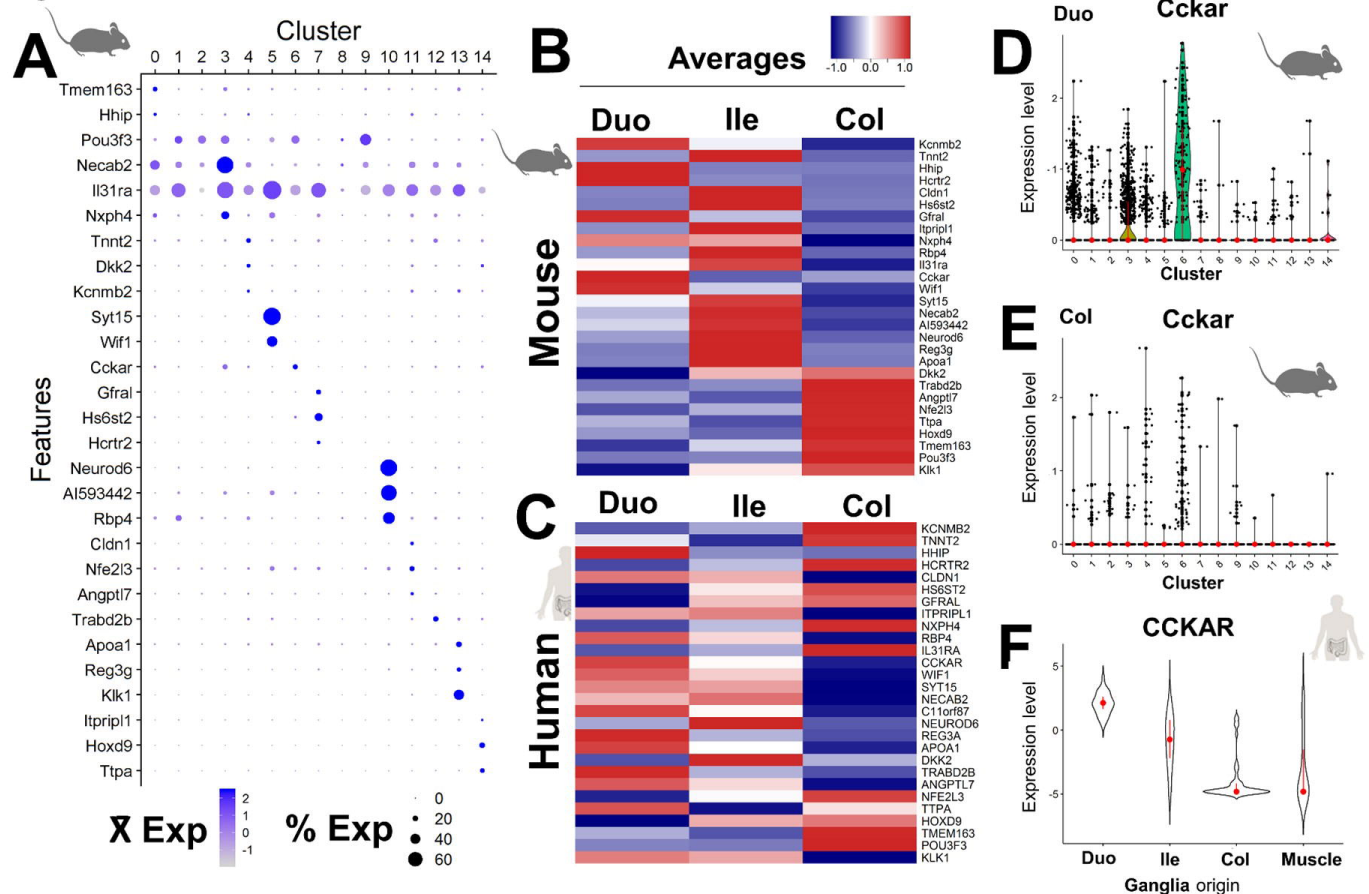 A
Cluster
0 1 2 3 4 5 6 7 8 9 10 11 12 13 14
Features
Tmem163
Hhip
Pou3f3
Necab2
Il31ra
Nxph4
Tnnt2
Dkk2
Kcnmb2
Syt15
Wif1
Cckar
Gfral
Hs6st2
Hcrtr2
Neurod6
AI593442
Rbp4
Cldn1
Nfe2l3
Angptl7
Trabd2b
Apoa1
Reg3g
Klk1
Itpripl1
Hoxd9
Ttpa
X̄ Exp
2
1
0
-1
% Exp
0
20
40
60
B
Averages
-1.0 0.0 1.0
Duo Ile Col
Mouse
Kcnmb2
Tnnt2
Hhip
Hcrtr2
Cldn1
Hs6st2
Gfral
Itpripl1
Nxph4
Rbp4
Il31ra
Cckar
Wif1
Syt15
Necab2
AI593442
Neurod6
Reg3g
Apoa1
Dkk2
Trabd2b
Angptl7
Nfe2l3
Ttpa
Hoxd9
Tmem163
Pou3f3
Klk1
C
Duo Ile Col
Human
KCNMB2
TNNT2
HHIP
HCRTR2
CLDN1
HS6ST2
GFRAL
ITPRIPL1
NXPH4
RBP4
IL31RA
CCKAR
WIF1
SYT15
NECAB2
C11orf87
NEUROD6
REG3A
APOA1
DKK2
TRABD2B
ANGPTL7
NFE2L3
TTPA
HOXD9
TMEM163
POU3F3
KLK1
D
Duo Cckar
Expression level
2
1
0
0 1 2 3 4 5 6 7 8 9 10 11 12 13 14
Cluster
E
Col Cckar
Expression level
2
1
0
0 1 2 3 4 5 6 7 8 9 10 11 12 13 14
Cluster
F
CCKAR
Expression level
5
0
-5
Duo Ile Col Muscle
Ganglia origin